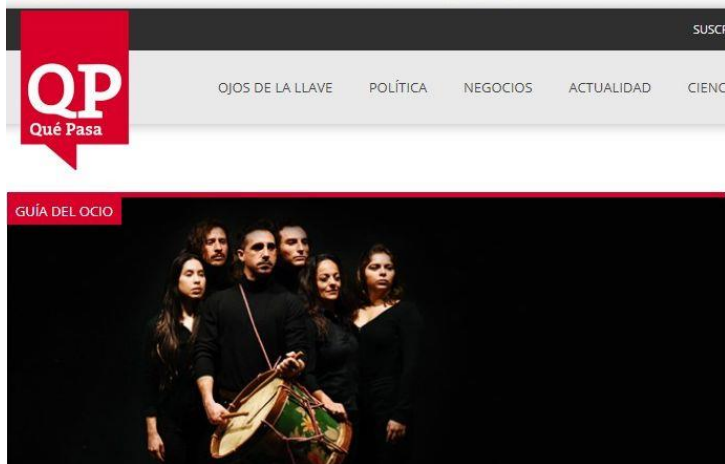 QP
Qué Pasa
OJOS DE LA LLAVE POLÍTICA NEGOCIOS ACTUALIDAD
GUÍA DEL OCIO